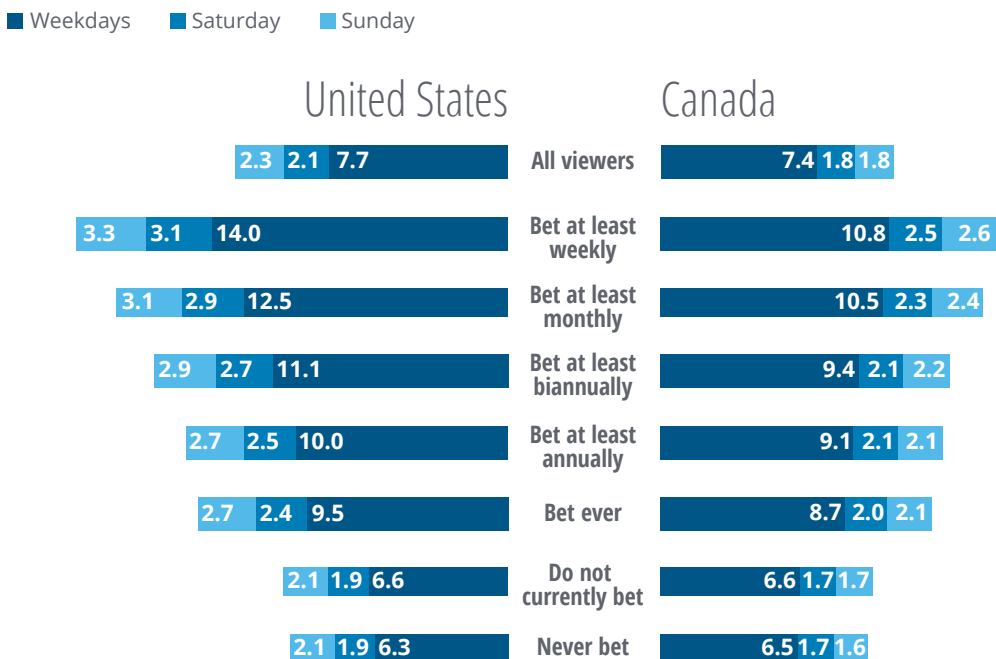 Weekdays Saturday Sunday
United States Canada
2.3 2.1 7.7 All viewers 7.4 1.8 1.8
3.3 3.1 14.0 Bet at least
weekly 10.8 2.5 2.6
3.1 2.9 12.5 Bet at least
monthly 10.5 2.3 2.4
2.9 2.7 11.1 Bet at least
biannually 9.4 2.1 2.2
2.7 2.5 10.0 Bet at least
annually 9.1 2.1 2.1
2.7 2.4 9.5 Bet ever 8.7 2.0 2.1
2.1 1.9 6.6 Do not
currently bet 6.6 1.7 1.7
2.1 1.9 6.3 Never bet 6.5 1.7 1.6